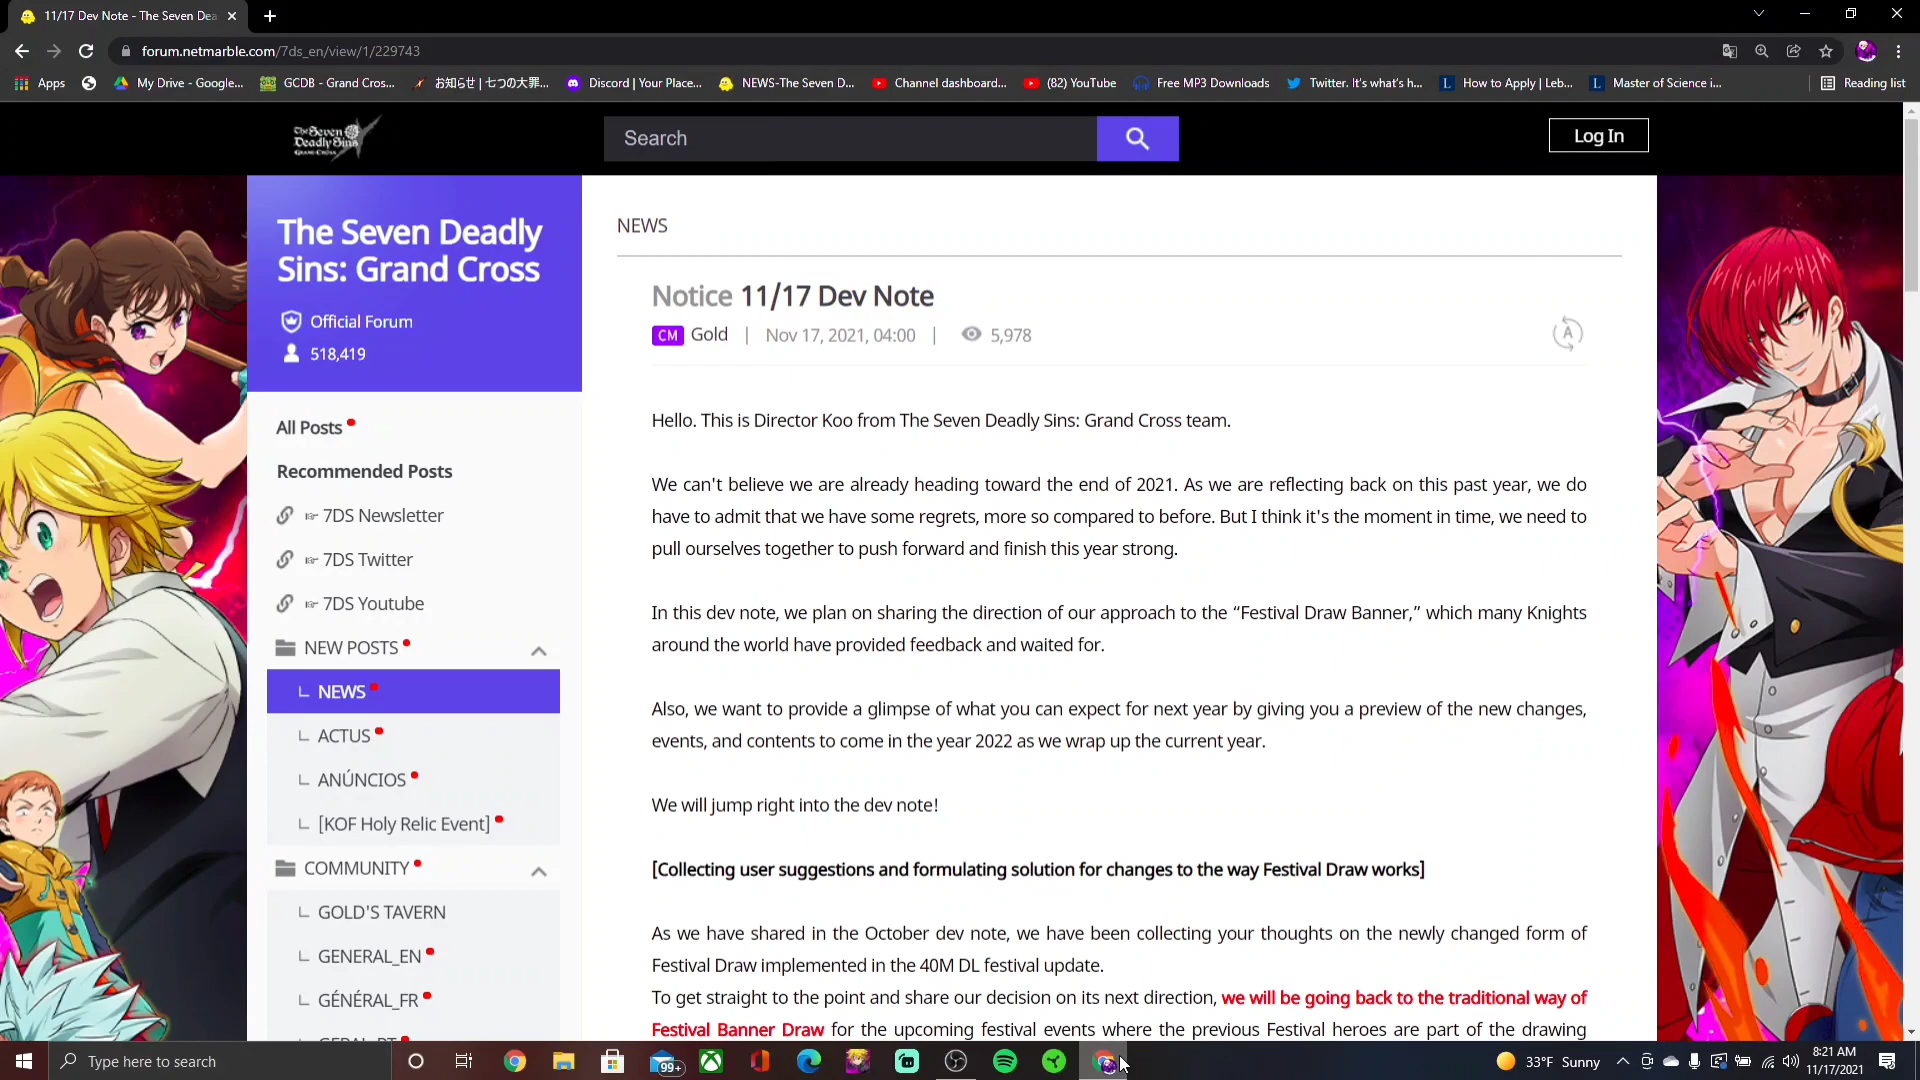 11/17 Dev Note - The Seven Dea
forum.netmarble.com/7ds_en/view/1/229743
Apps
My Drive - Google...
GCDB - Grand Cros...
お知らせ | 七つの大罪...
Discord | Your Place...
NEWS-The Seven D...
Channel dashboard...
(82) YouTube
Free MP3 Downloads
Twitter. It's what's h...
L How to Apply | Leb...
L Master of Science i...
Reading list
The Seven
Deadly Sins
GRAND CROSS
Search
Log In
The Seven Deadly
Sins: Grand Cross
Official Forum
518,419
All Posts
Recommended Posts
☞ 7DS Newsletter
☞ 7DS Twitter
☞ 7DS Youtube
NEW POSTS
NEWS
ACTUS
ANÚNCIOS
[KOF Holy Relic Event]
COMMUNITY
GOLD'S TAVERN
GENERAL_EN
GÉNÉRAL_FR
NEWS
Notice 11/17 Dev Note
CM Gold | Nov 17, 2021, 04:00 | 5,978
A
Hello. This is Director Koo from The Seven Deadly Sins: Grand Cross team.
We can't believe we are already heading toward the end of 2021. As we are reflecting back on this past year, we do
have to admit that we have some regrets, more so compared to before. But I think it's the moment in time, we need to
pull ourselves together to push forward and finish this year strong.
In this dev note, we plan on sharing the direction of our approach to the “Festival Draw Banner,” which many Knights
around the world have provided feedback and waited for.
Also, we want to provide a glimpse of what you can expect for next year by giving you a preview of the new changes,
events, and contents to come in the year 2022 as we wrap up the current year.
We will jump right into the dev note!
[Collecting user suggestions and formulating solution for changes to the way Festival Draw works]
As we have shared in the October dev note, we have been collecting your thoughts on the newly changed form of
Festival Draw implemented in the 40M DL festival update.
To get straight to the point and share our decision on its next direction, we will be going back to the traditional way of
Festival Banner Draw for the upcoming festival events where the previous Festival heroes are part of the drawing
Type here to search
99+
33°F Sunny
8:21 AM
11/17/2021